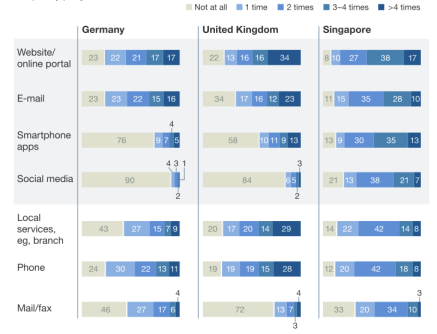 Not at all 1 time 2 times 3–4 times >4 times
Germany United Kingdom Singapore
Website/
online portal
23 22 21 17 17 22 13 16 16 34 8 10 27 38 17
E-mail 23 23 22 15 16 34 17 16 12 23 11 15 35 28 10
4
Smartphone
apps
76 9 7 5 58 10 11 9 13 13 9 30 35 13
4 3 1 3
Social media 90 84 6 5 21 13 38 21 7
2 2
Local
services,
eg, branch
43 27 15 7 9 20 17 20 14 29 14 22 42 14 8
Phone 24 30 22 13 11 19 19 19 15 28 12 20 42 18 8
4 4 3
Mail/fax 46 27 17 6 72 13 7 33 20 34 10
3